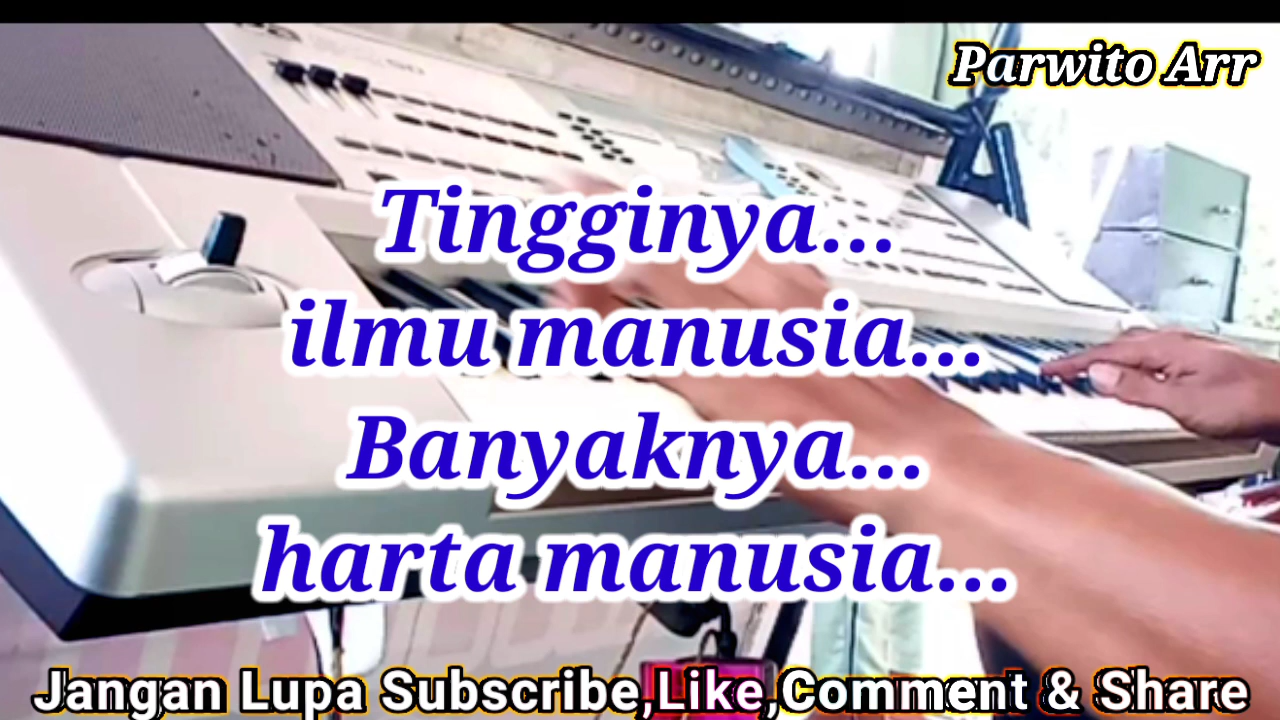 Parwito Arr
Tingginya...
ilmu manusia...
Banyaknya...
harta manusia...
Jangan Lupa Subscribe,Like,Comment & Share